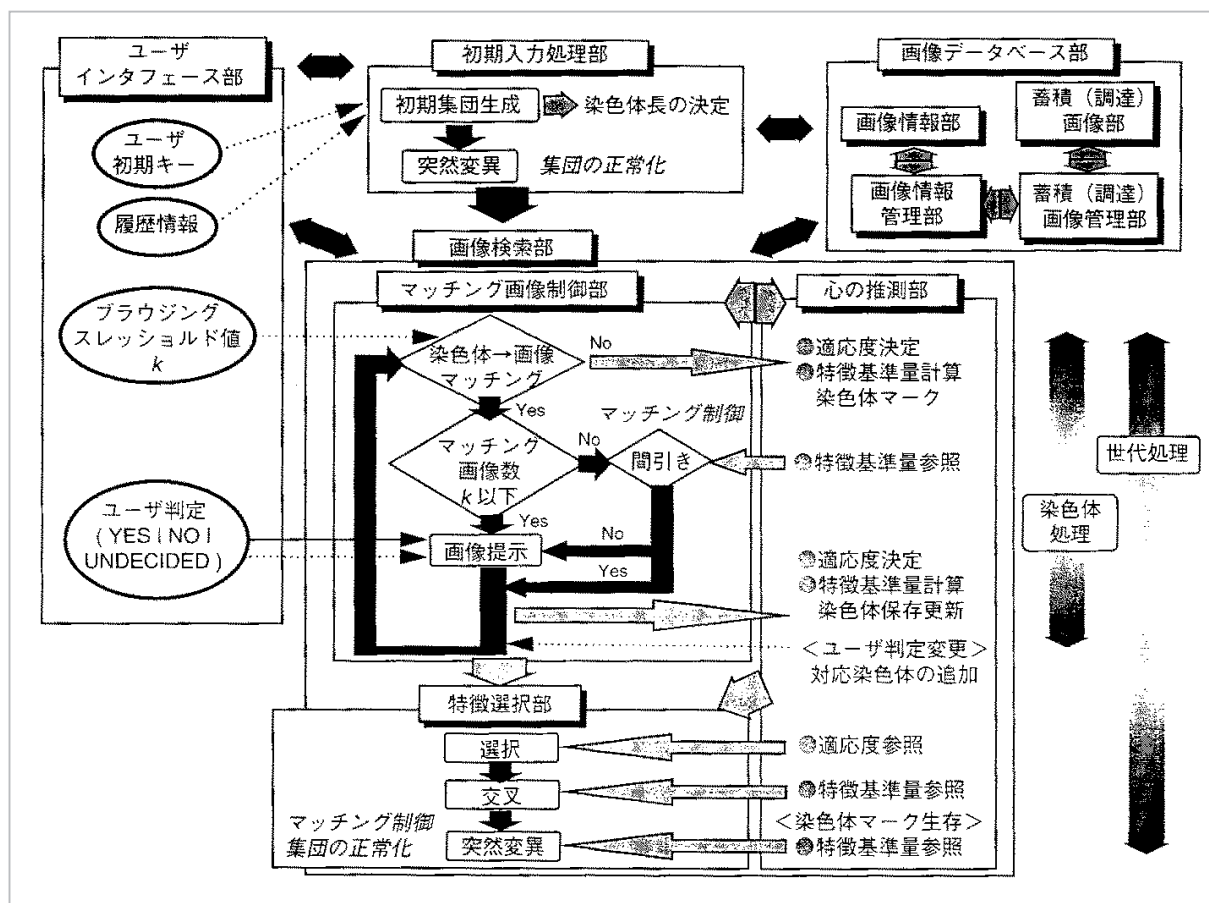 ユーザ
インタフェース部
ユーザ
初期キー
履歴情報
ブラウジング
スレッショルド値
k
ユーザ判定
( YES | NO |
UNDECIDED )
初期入力処理部
初期集団生成
染色体長の決定
突然変異
集団の正常化
画像データベース部
画像情報部
蓄積（調達）
画像部
画像情報
管理部
蓄積（調達）
画像管理部
画像検索部
マッチング画像制御部
染色体→画像
マッチング
No
Yes
マッチング制御
マッチング
画像数
k 以下
No
間引き
Yes
No
画像提示
Yes
心の推測部
●適応度決定
●特徴基準量計算
染色体マーク
●特徴基準量参照
●適応度決定
●特徴基準量計算
染色体保存更新
＜ユーザ判定変更＞
対応染色体の追加
特徴選択部
選択
交叉
突然変異
マッチング制御
集団の正常化
●適応度参照
●特徴基準量参照
＜染色体マーク生存＞
●特徴基準量参照
世代処理
染色体
処理